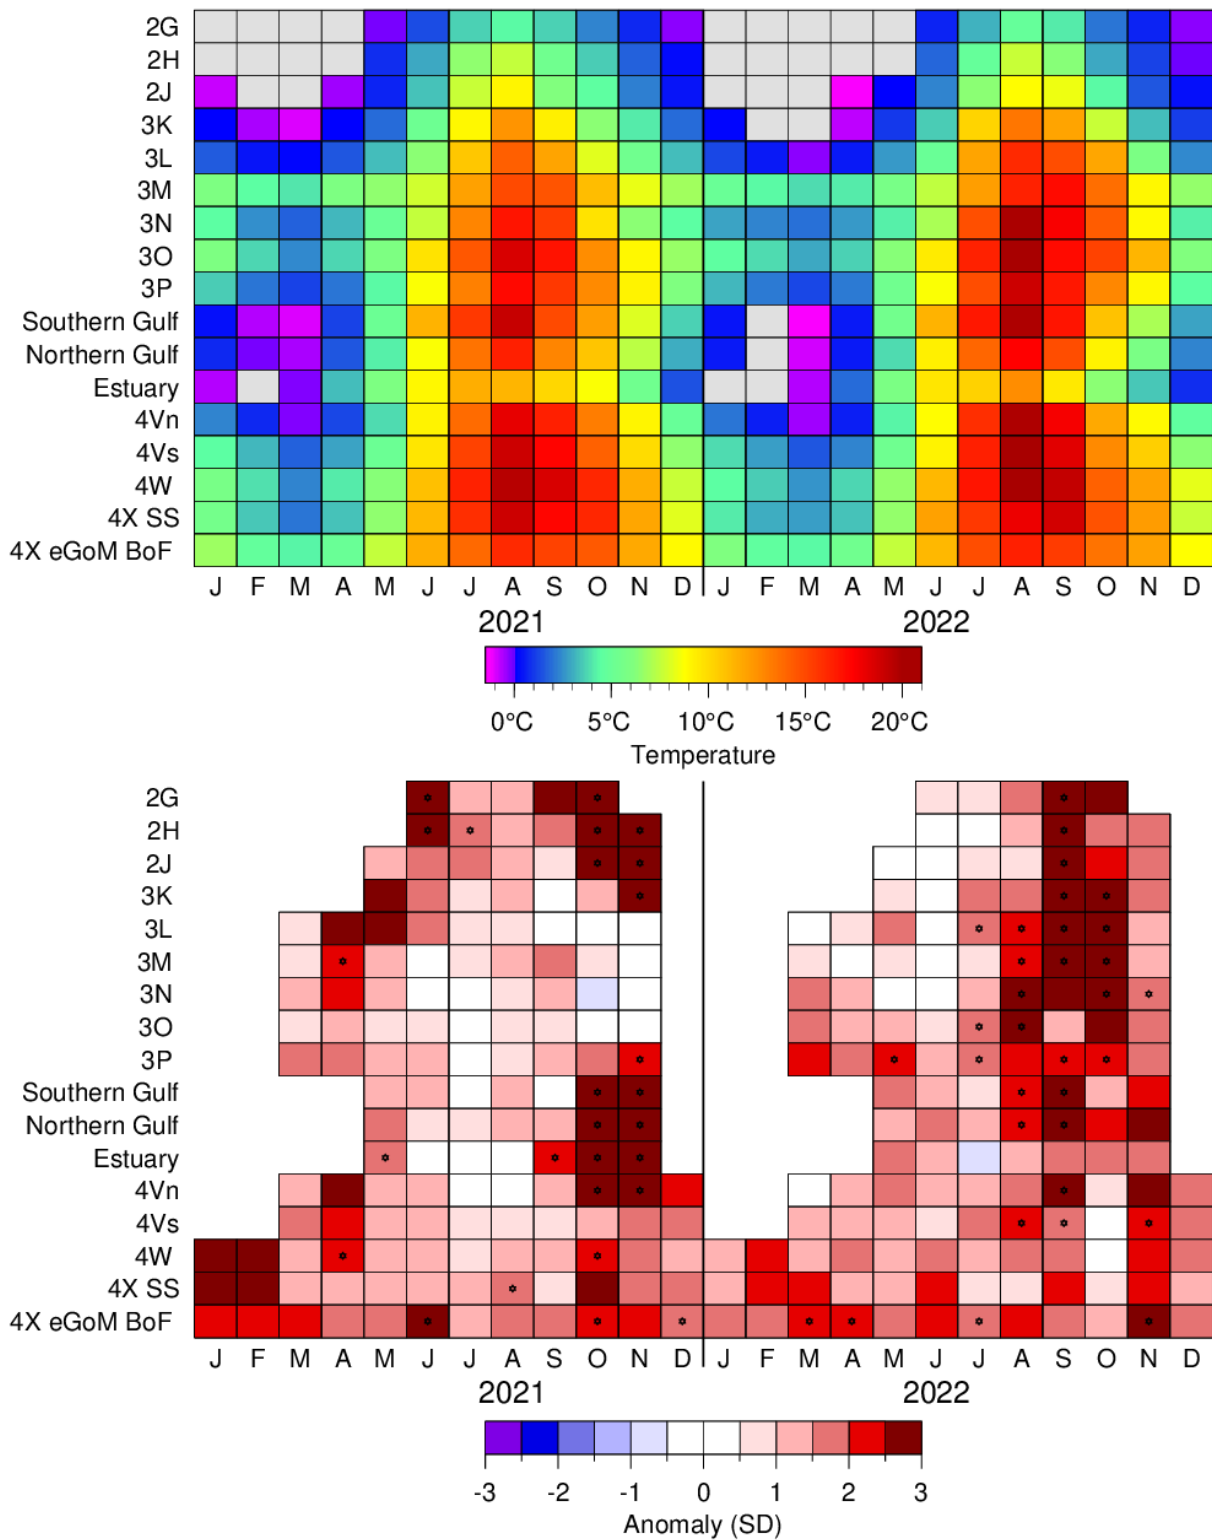 2G
2H
2J
3K
3L
3M
3N
3O
3P
Southern Gulf
Northern Gulf
Estuary
4Vn
4Vs
4W
4X SS
4X eGoM BoF
J F M A M J J A S O N D J F M A M J J A S O N D
2021 2022
0°C 5°C 10°C 15°C 20°C
Temperature
2G
2H
2J
3K
3L
3M
3N
3O
3P
Southern Gulf
Northern Gulf
Estuary
4Vn
4Vs
4W
4X SS
4X eGoM BoF
J F M A M J J A S O N D J F M A M J J A S O N D
2021 2022
-3 -2 -1 0 1 2 3
Anomaly (SD)